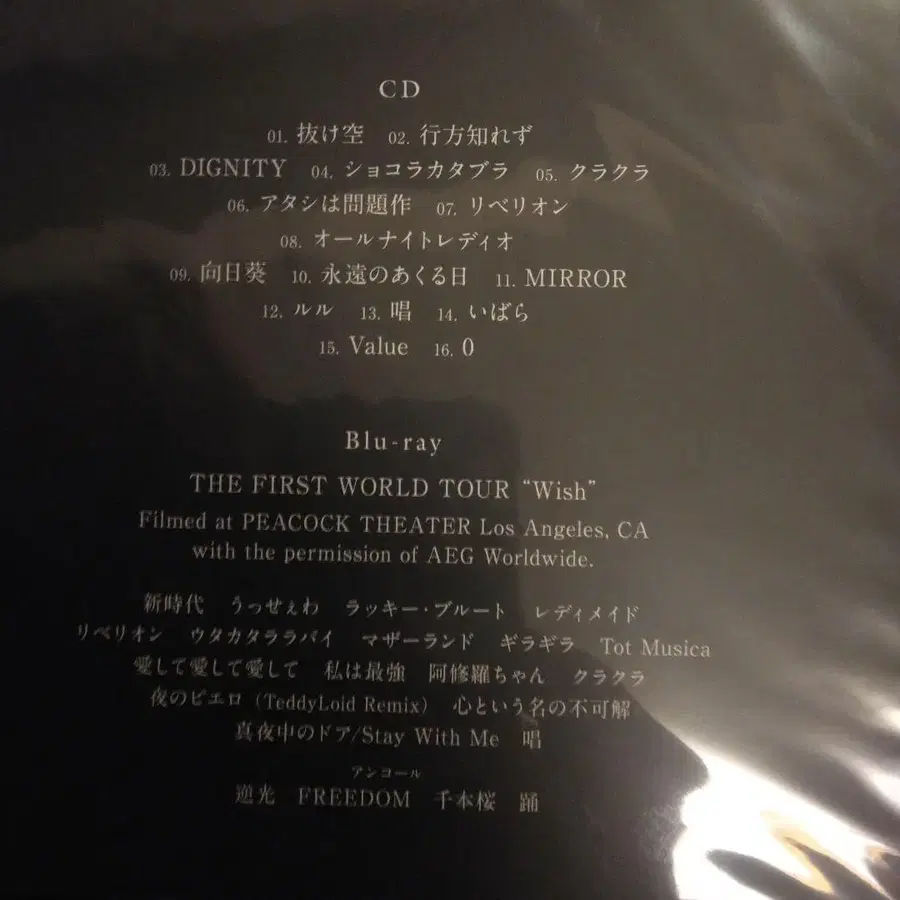 CD
01. 抜け空 02. 行方知れず
03. DIGNITY 04. ショコラカタブラ 05. クラクラ
06. アタシは問題作 07. リベリオン
08. オールナイトレディオ
09. 向日葵 10. 永遠のあくる日 11. MIRROR
12. ルル 13. 唱 14. いばら
15. Value 16. 0
Blu-ray
THE FIRST WORLD TOUR “Wish”
Filmed at PEACOCK THEATER Los Angeles, CA
with the permission of AEG Worldwide.
新時代 うっせぇわ ラッキー・ブルート レディメイド
リベリオン ウタカタララバイ マザーランド ギラギラ Tot Musica
愛して愛して愛して 私は最強 阿修羅ちゃん クラクラ
夜のピエロ (TeddyLoid Remix) 心という名の不可解
真夜中のドア/Stay With Me 唱
アンコール
逆光 FREEDOM 千本桜 踊